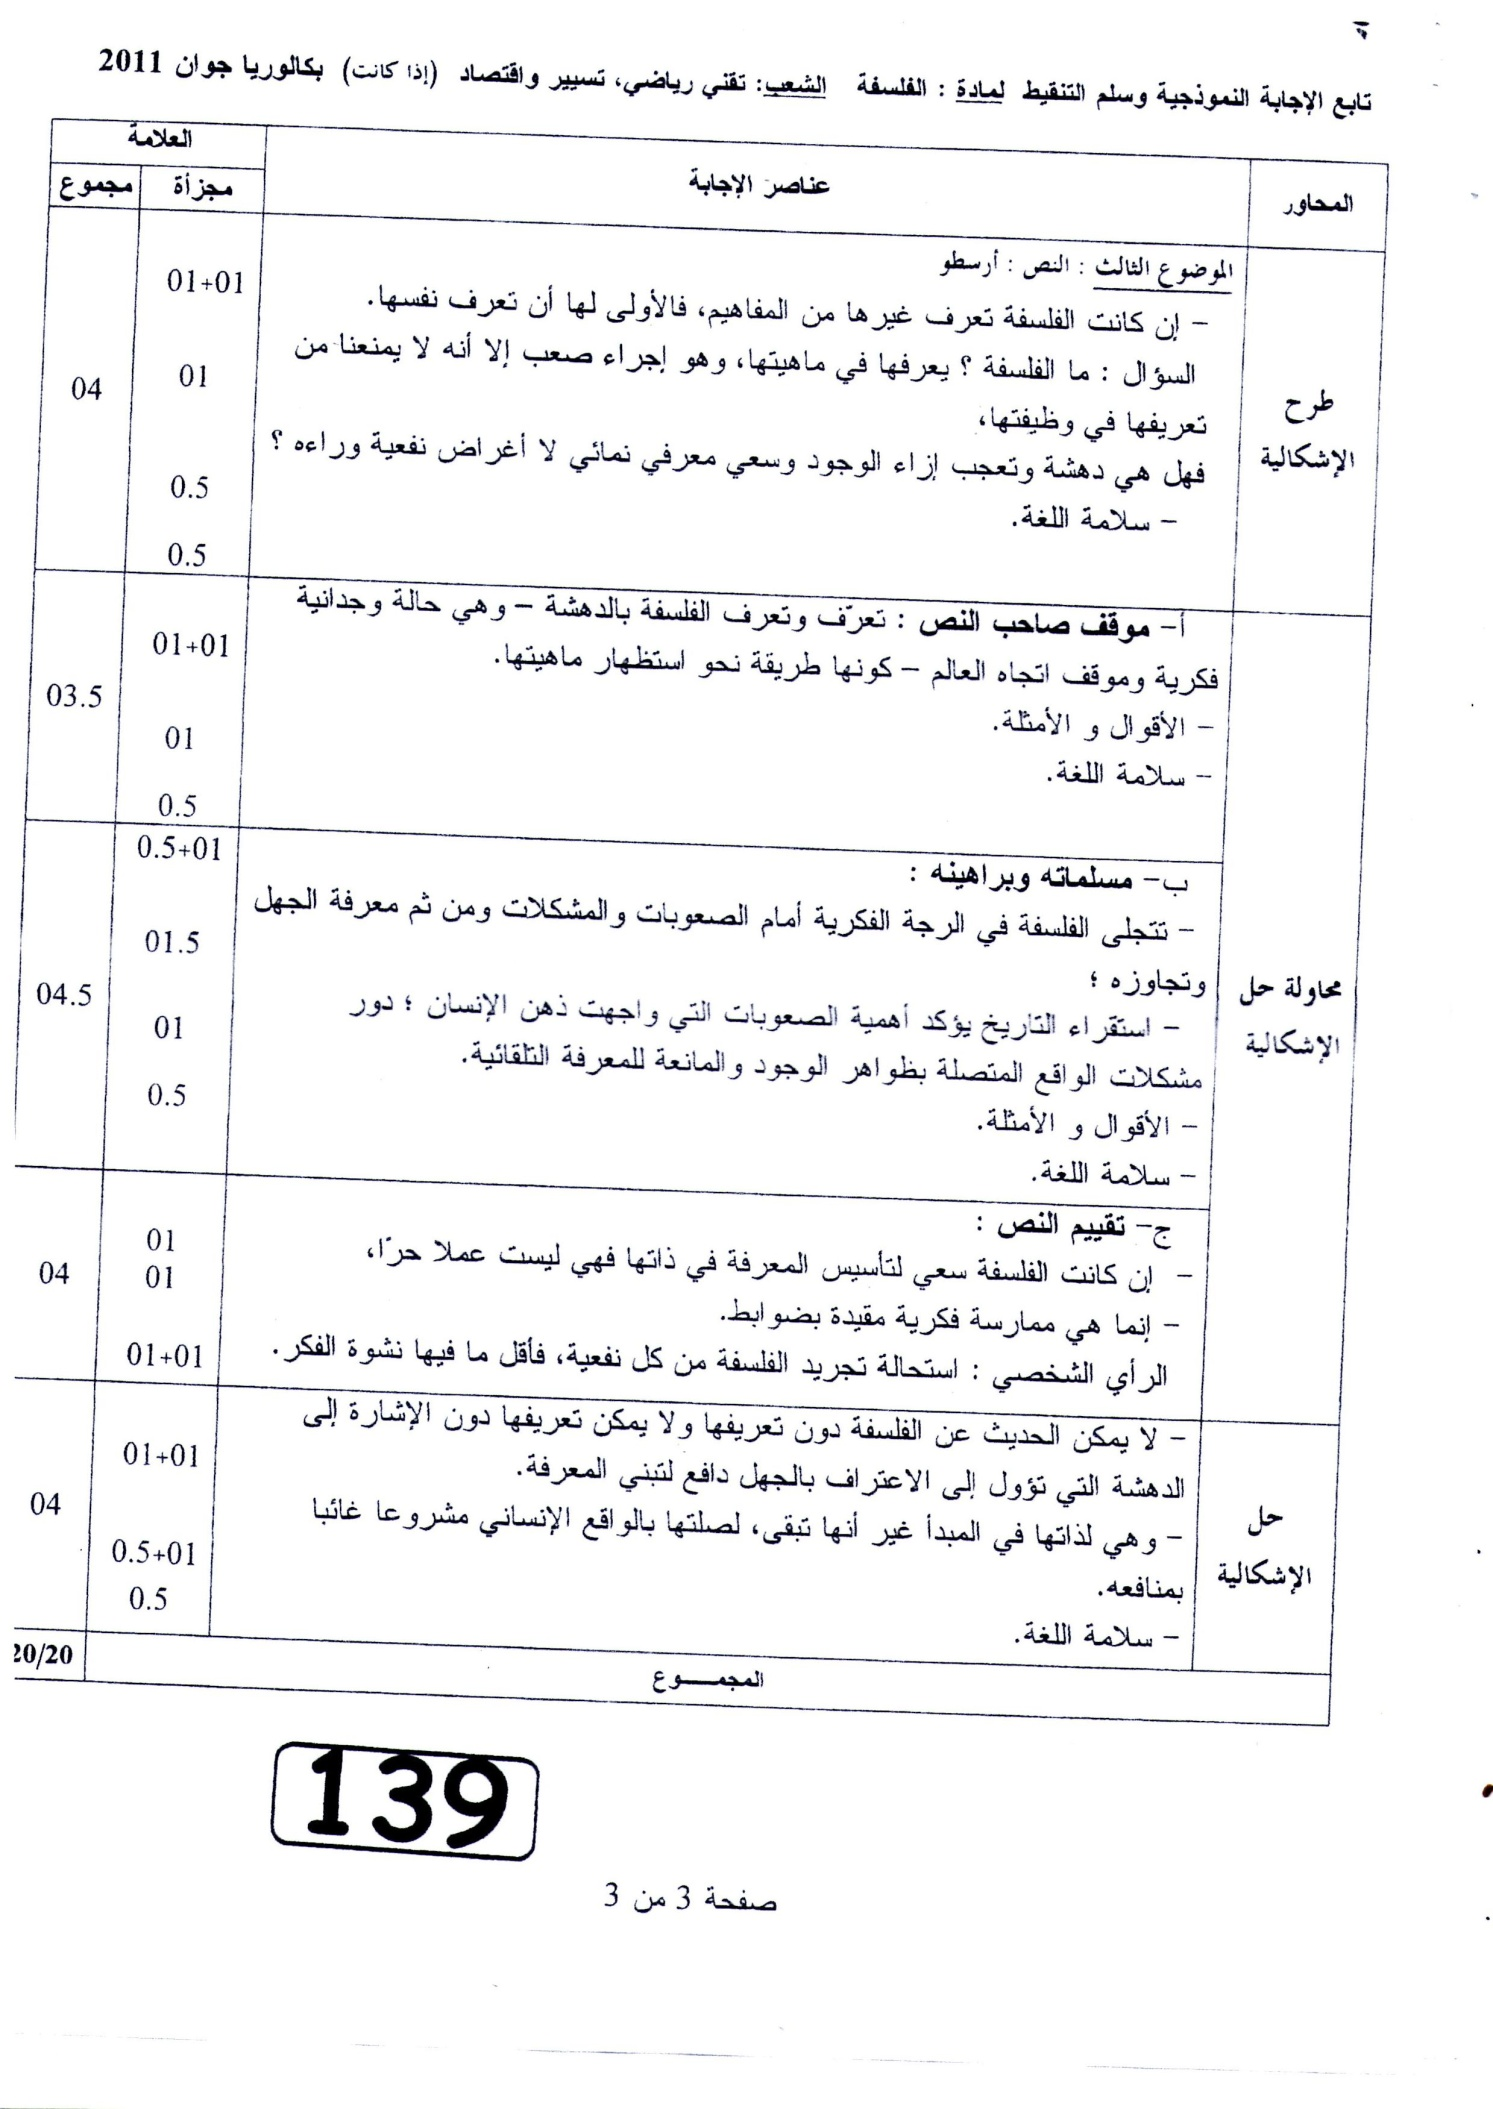 تابع الإجابة النموذجية وسلم التنقيط لمادة : الفلسفة الشعب: تقني رياضي، تسيير واقتصاد (إذا كانت) بكالوريا جوان 2011
المحاور
عناصر الإجابة
العلامة
مجزأة
مجموع
طرح
الإشكالية
الموضوع الثالث : النص : أرسطو
– إن كانت الفلسفة تعرف غيرها من المفاهيم، فالأولى لها أن تعرف نفسها.
السؤال : ما الفلسفة ؟ يعرفها في ماهيتها، وهو إجراء صعب إلا أنه لا يمنعنا من
تعريفها في وظيفتها،
فهل هي دهشة وتعجب إزاء الوجود وسعي معرفي نمائي لا أغراض نفعية وراءه ؟
– سلامة اللغة.
01+01
01
0.5
0.5
04
محاولة حل
الإشكالية
أ– موقف صاحب النص : تعرّف وتعرف الفلسفة بالدهشة – وهي حالة وجدانية
فكرية وموقف اتجاه العالم – كونها طريقة نحو استظهار ماهيتها.
– الأقوال و الأمثلة.
– سلامة اللغة.
01+01
01
0.5
03.5
ب– مسلماته وبراهينه :
– تتجلى الفلسفة في الرجة الفكرية أمام الصعوبات والمشكلات ومن ثم معرفة الجهل
وتجاوزه ؛
– استقراء التاريخ يؤكد أهمية الصعوبات التي واجهت ذهن الإنسان ؛ دور
مشكلات الواقع المتصلة بظواهر الوجود والمانعة للمعرفة التلقائية.
– الأقوال و الأمثلة.
– سلامة اللغة.
0.5+01
01.5
01
0.5
04.5
ج– تقييم النص :
– إن كانت الفلسفة سعي لتأسيس المعرفة في ذاتها فهي ليست عملا حرّا،
– إنما هي ممارسة فكرية مقيدة بضوابط.
الرأي الشخصي : استحالة تجريد الفلسفة من كل نفعية، فأقل ما فيها نشوة الفكر.
01
01
01+01
04
حل
الإشكالية
– لا يمكن الحديث عن الفلسفة دون تعريفها ولا يمكن تعريفها دون الإشارة إلى
الدهشة التي تؤول إلى الاعتراف بالجهل دافع لتبني المعرفة.
– وهي لذاتها في المبدأ غير أنها تبقى، لصلتها بالواقع الإنساني مشروعا غائبا
بمنافعه.
– سلامة اللغة.
01+01
0.5+01
0.5
04
المجمـــوع
20/20
139
صفحة 3 من 3